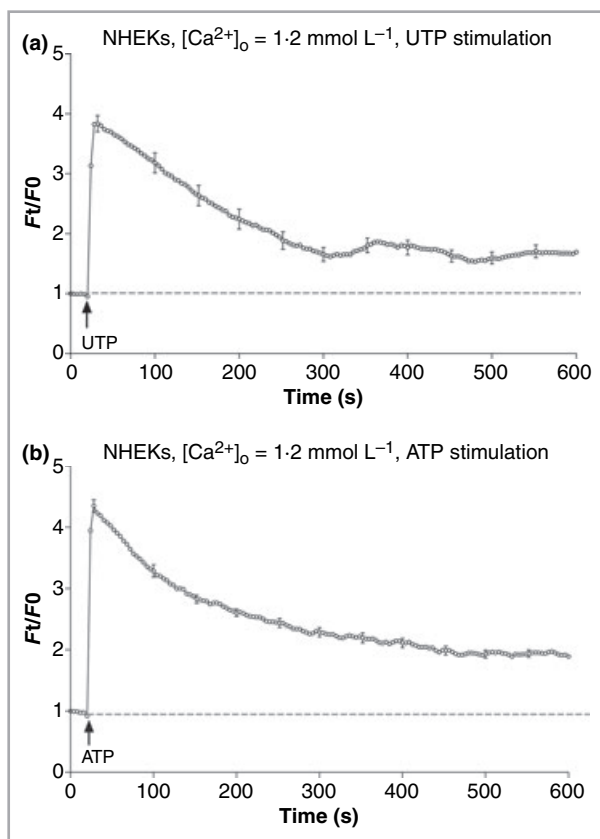 (a) NHEKs, [Ca²⁺]ₒ = 1·2 mmol L⁻¹, UTP stimulation
5
4
3
2
1
0
Ft/F0
UTP
0 100 200 300 400 500 600
Time (s)
(b) NHEKs, [Ca²⁺]ₒ = 1·2 mmol L⁻¹, ATP stimulation
5
4
3
2
1
0
Ft/F0
ATP
0 100 200 300 400 500 600
Time (s)